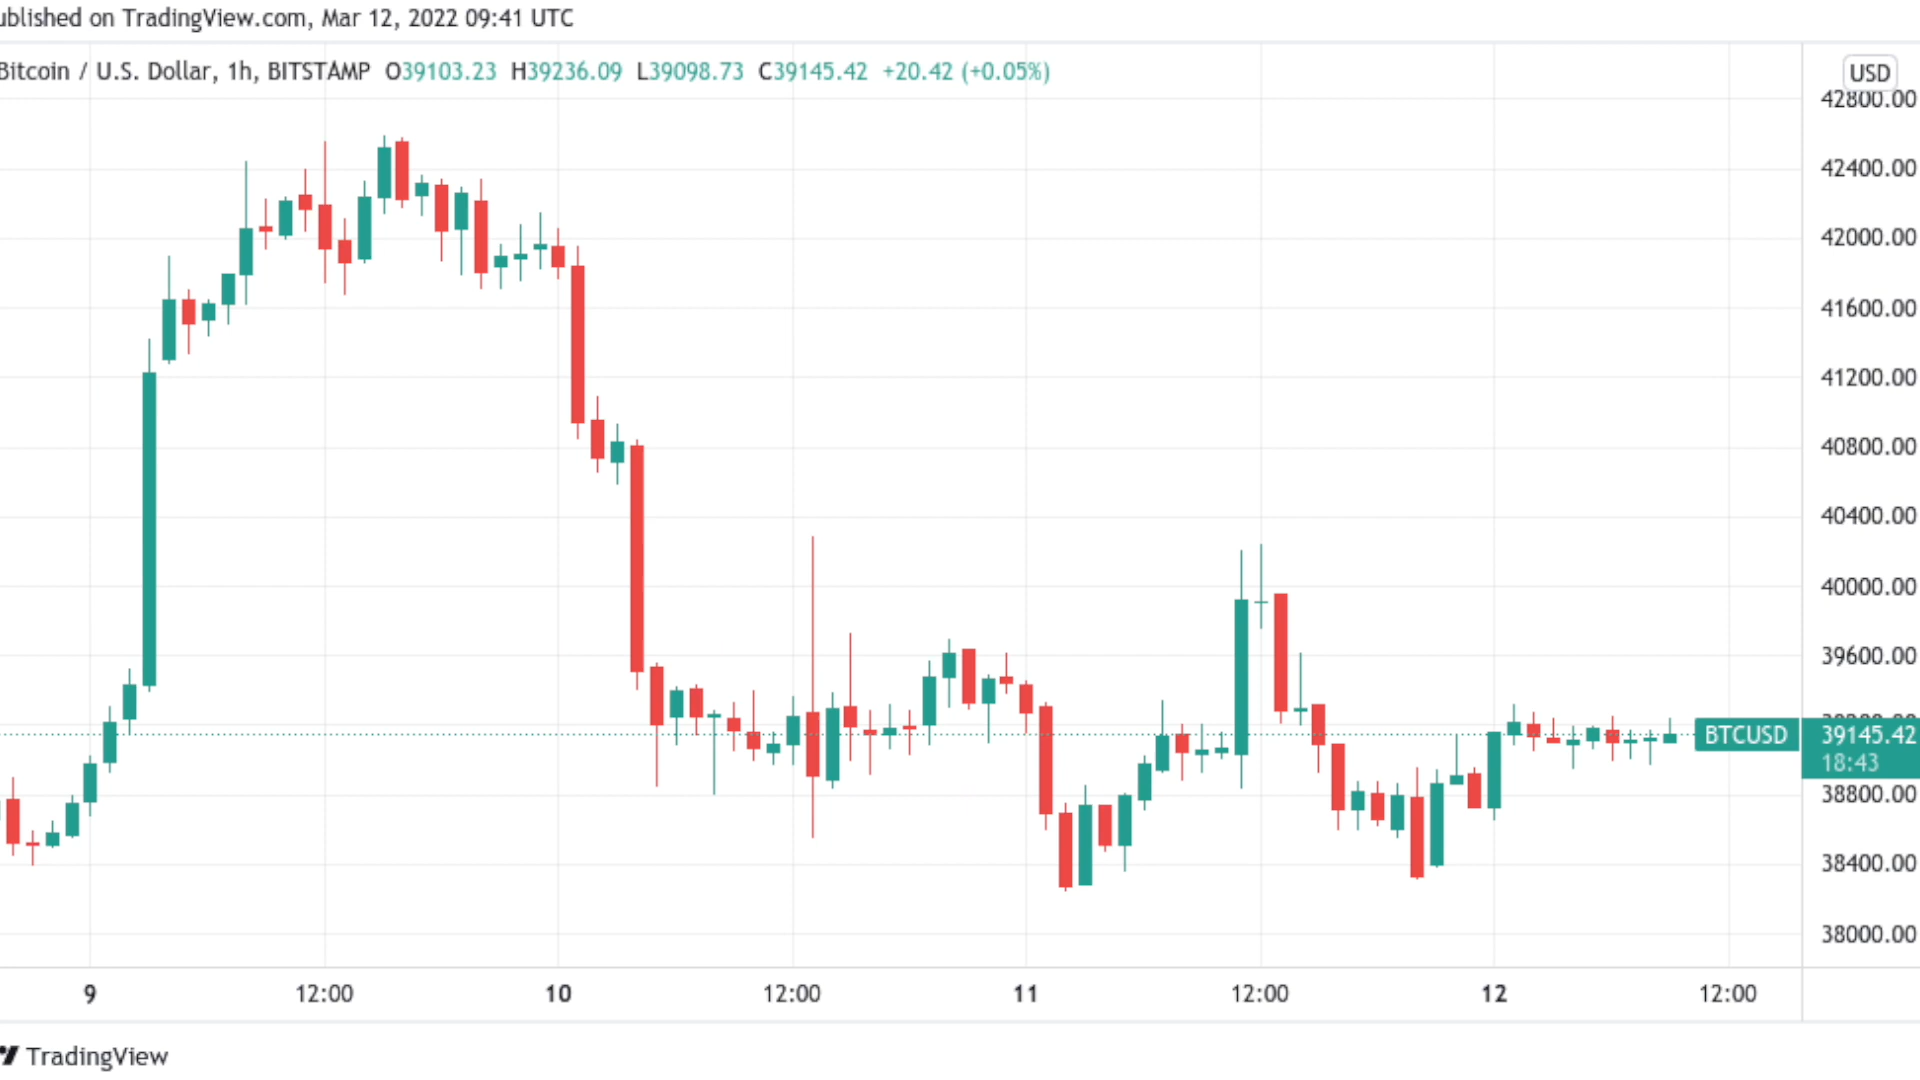 ublished on TradingView.com, Mar 12, 2022 09:41 UTC
Bitcoin / U.S. Dollar, 1h, BITSTAMP O39103.23 H39236.09 L39098.73 C39145.42 +20.42 (+0.05%)
USD
42800.00
42400.00
42000.00
41600.00
41200.00
40800.00
40400.00
40000.00
39600.00
BTCUSD 39145.42
18:43
38800.00
38400.00
38000.00
9 12:00 10 12:00 11 12:00 12 12:00
TradingView